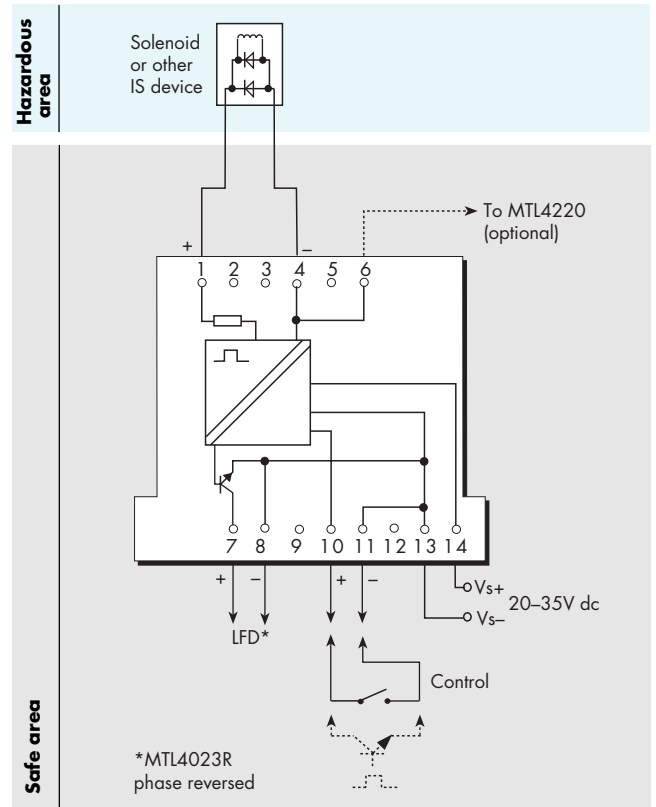 Hazardous
area
Solenoid
or other
IS device
To MTL4220
(optional)
+ –
1 2 3 4 5 6
7 8 9 10 11 12 13 14
+ – + –
Vs+
20–35V dc
Vs–
LFD*
Control
*MTL4023R
phase reversed
Safe area